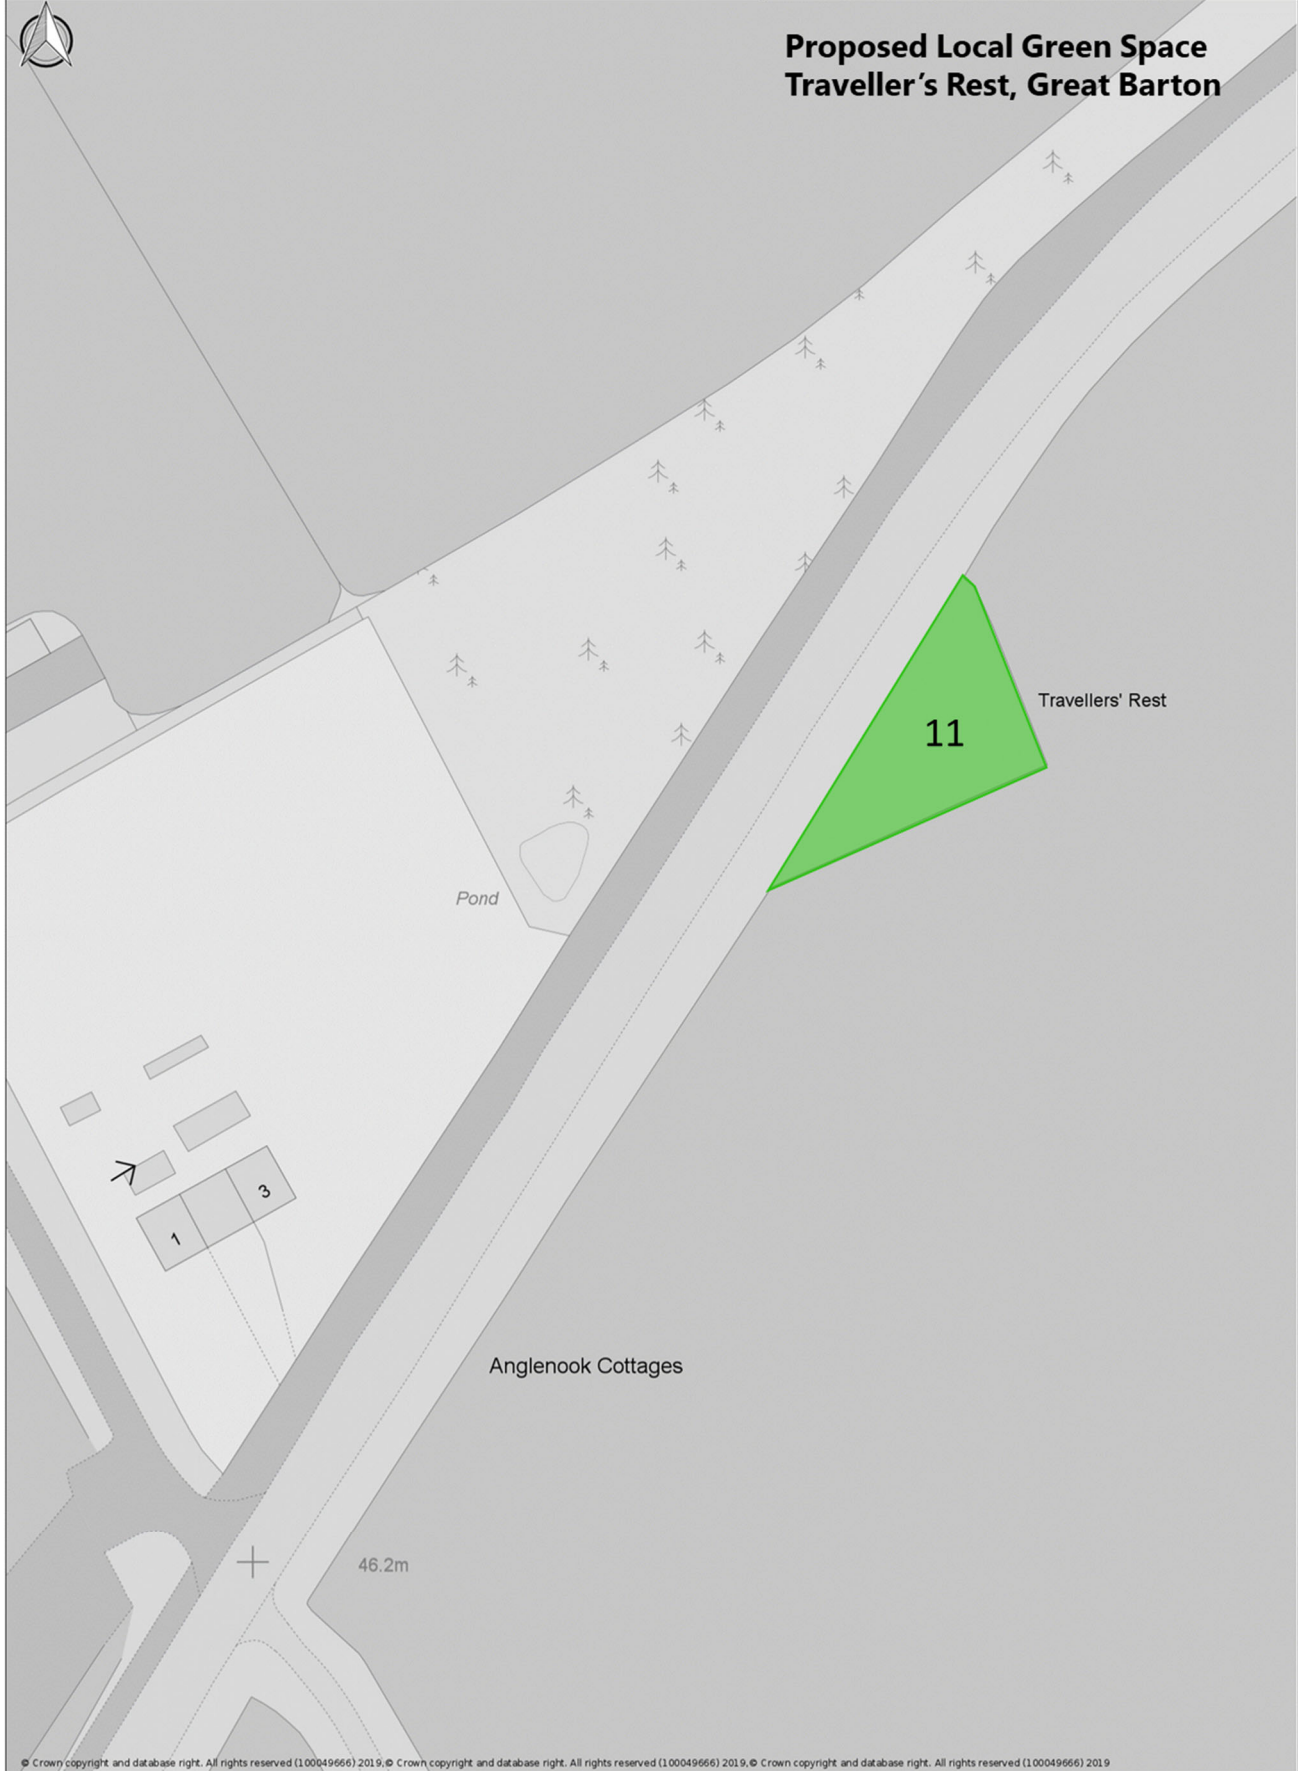 Proposed Local Green Space
Traveller’s Rest, Great Barton
Travellers' Rest
11
Pond
3
1
Anglenook Cottages
46.2m
© Crown copyright and database right. All rights reserved (100049666) 2019,© Crown copyright and database right. All rights reserved (100049666) 2019,© Crown copyright and database right. All rights reserved (100049666) 2019